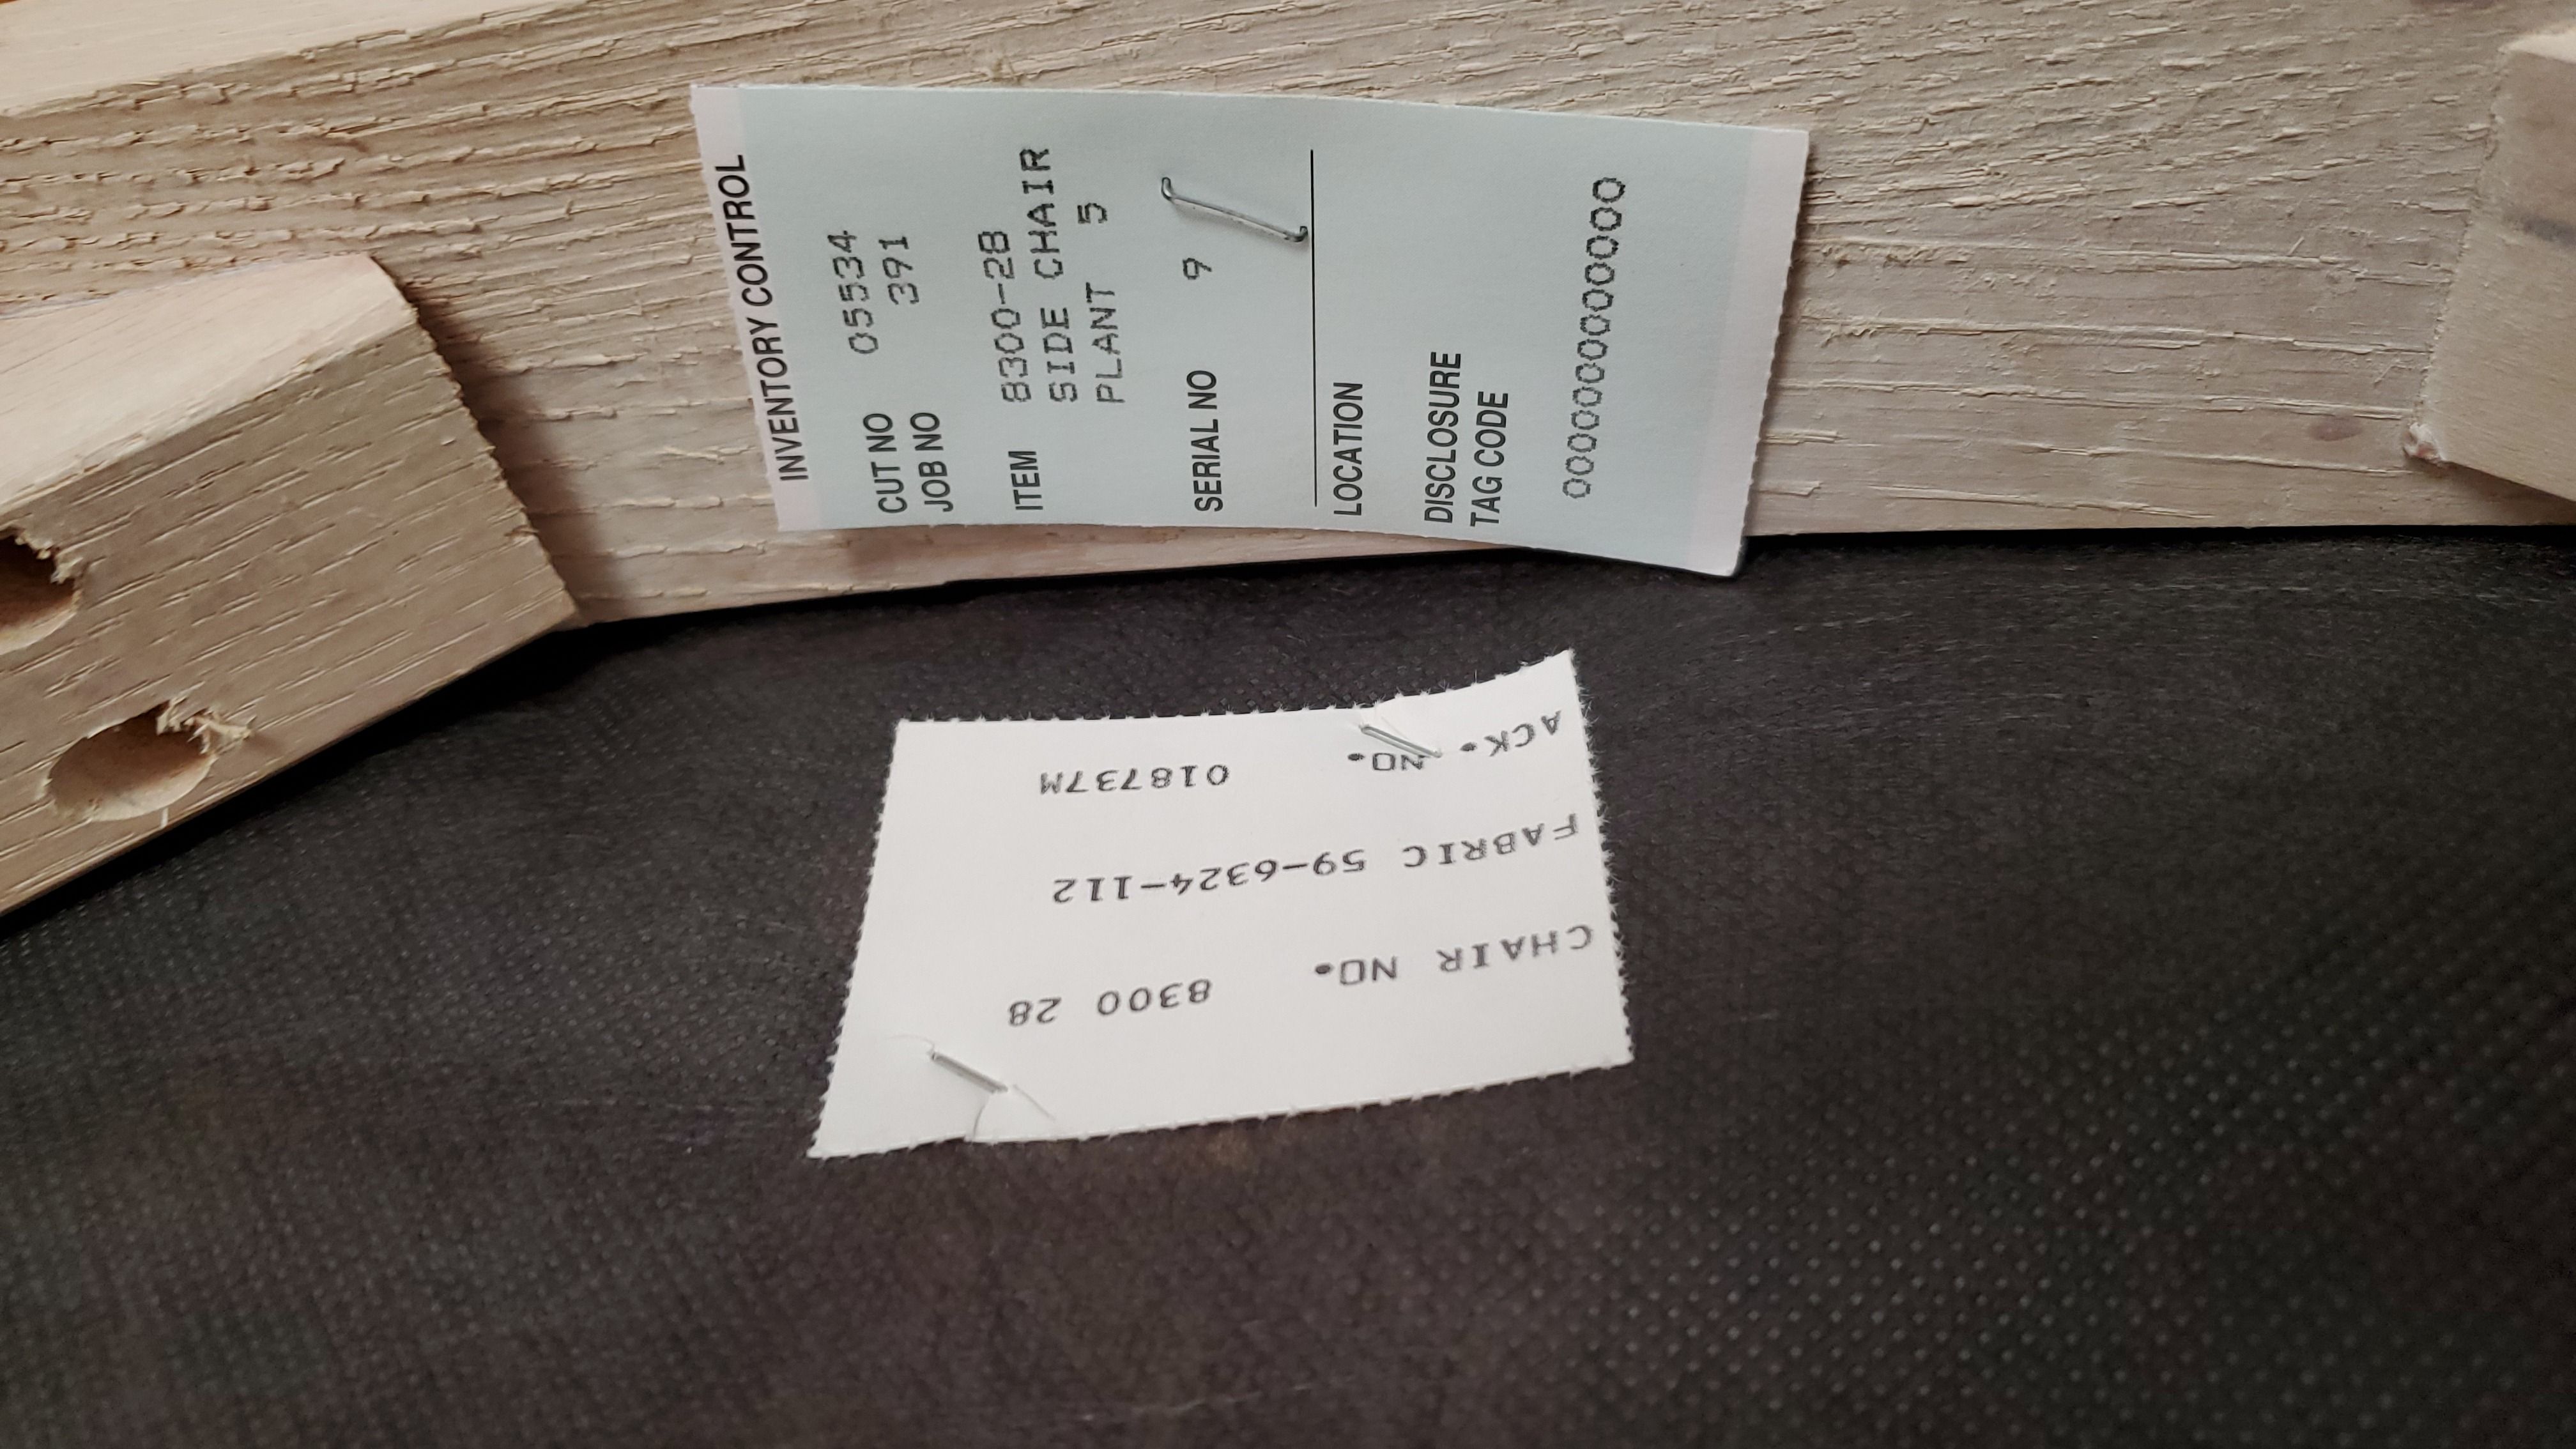 INVENTORY CONTROL
CUT NO 05534
JOB NO 391
ITEM 8300-28
SIDE CHAIR
PLANT 5
SERIAL NO 9
LOCATION
DISCLOSURE
TAG CODE
000000000000
CHAIR NO. 8300 28
FABRIC 59-6324-112
ACK. NO. 018737M